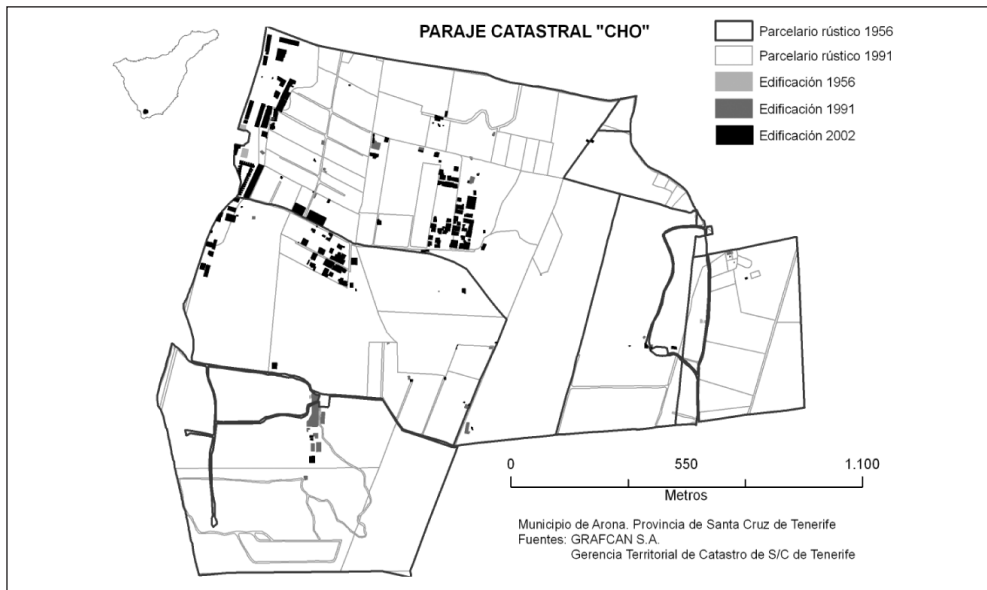 PARAJE CATASTRAL "CHO"
Parcelario rústico 1956
Parcelario rústico 1991
Edificación 1956
Edificación 1991
Edificación 2002
0 550 1.100
Metros
Municipio de Arona. Provincia de Santa Cruz de Tenerife
Fuentes: GRAFCAN S.A.
Gerencia Territorial de Catastro de S/C de Tenerife